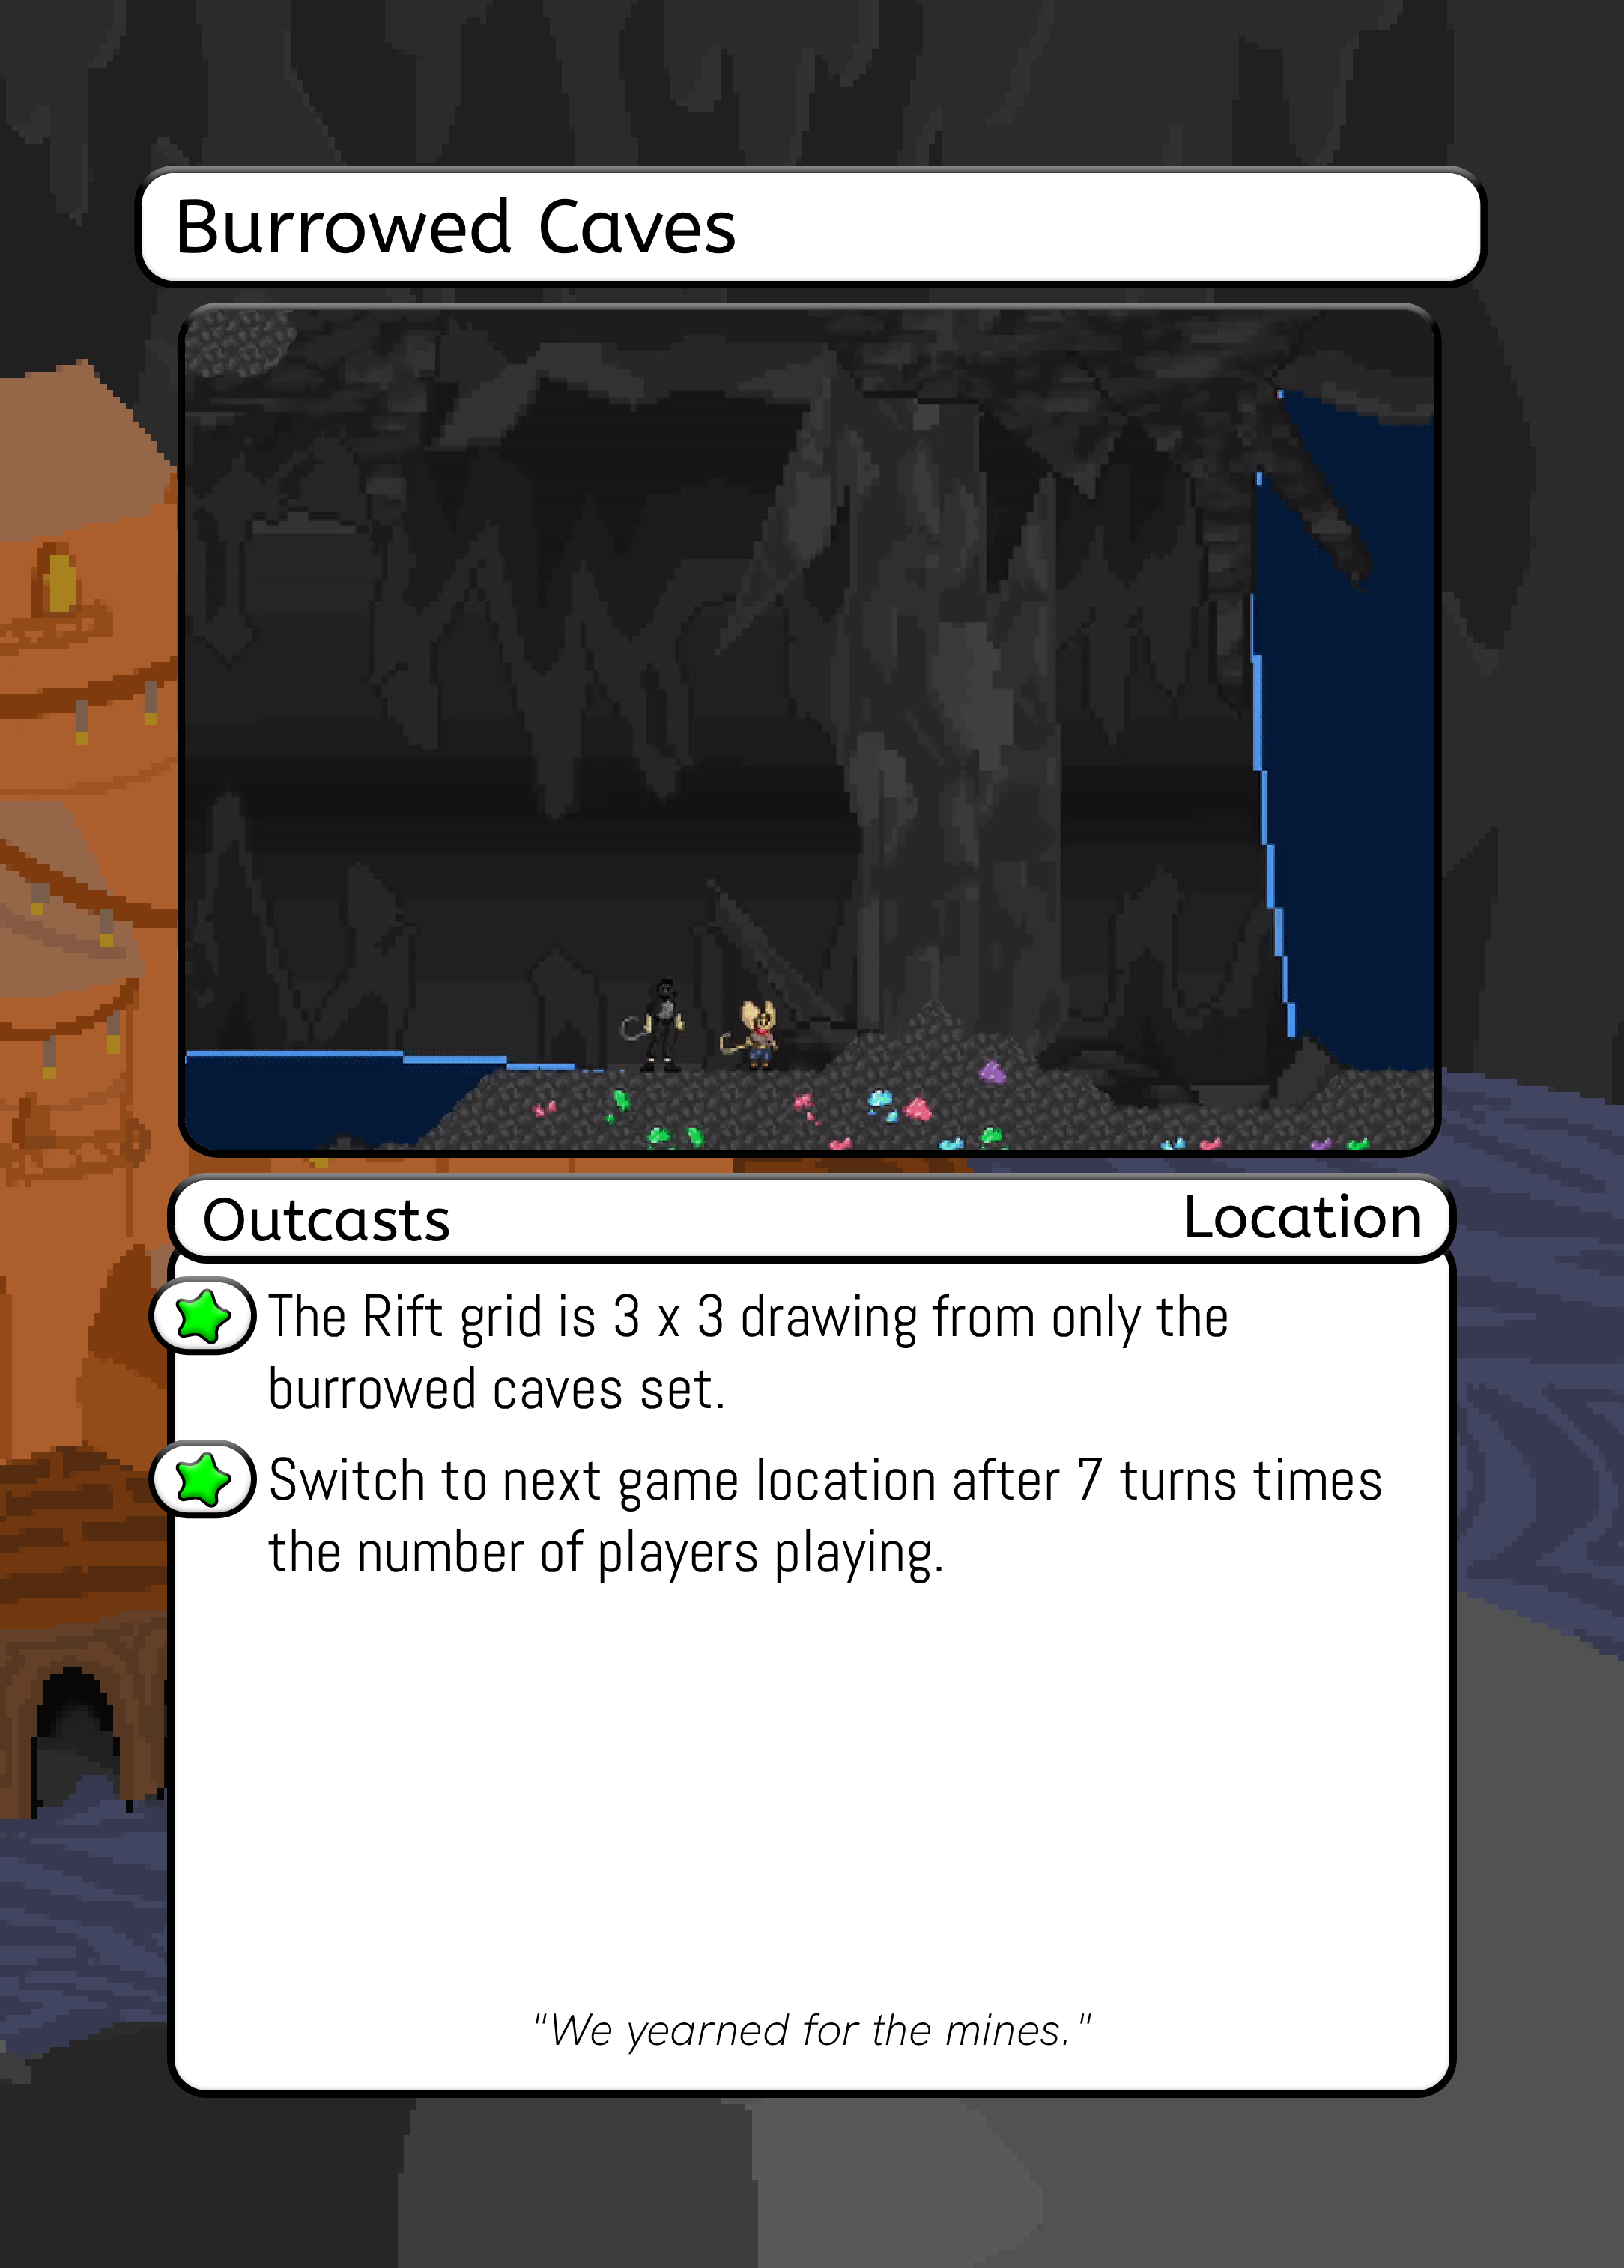 Burrowed Caves
Outcasts
Location
The Rift grid is 3 x 3 drawing from only the
burrowed caves set.
Switch to next game location after 7 turns times
the number of players playing.
"We yearned for the mines."